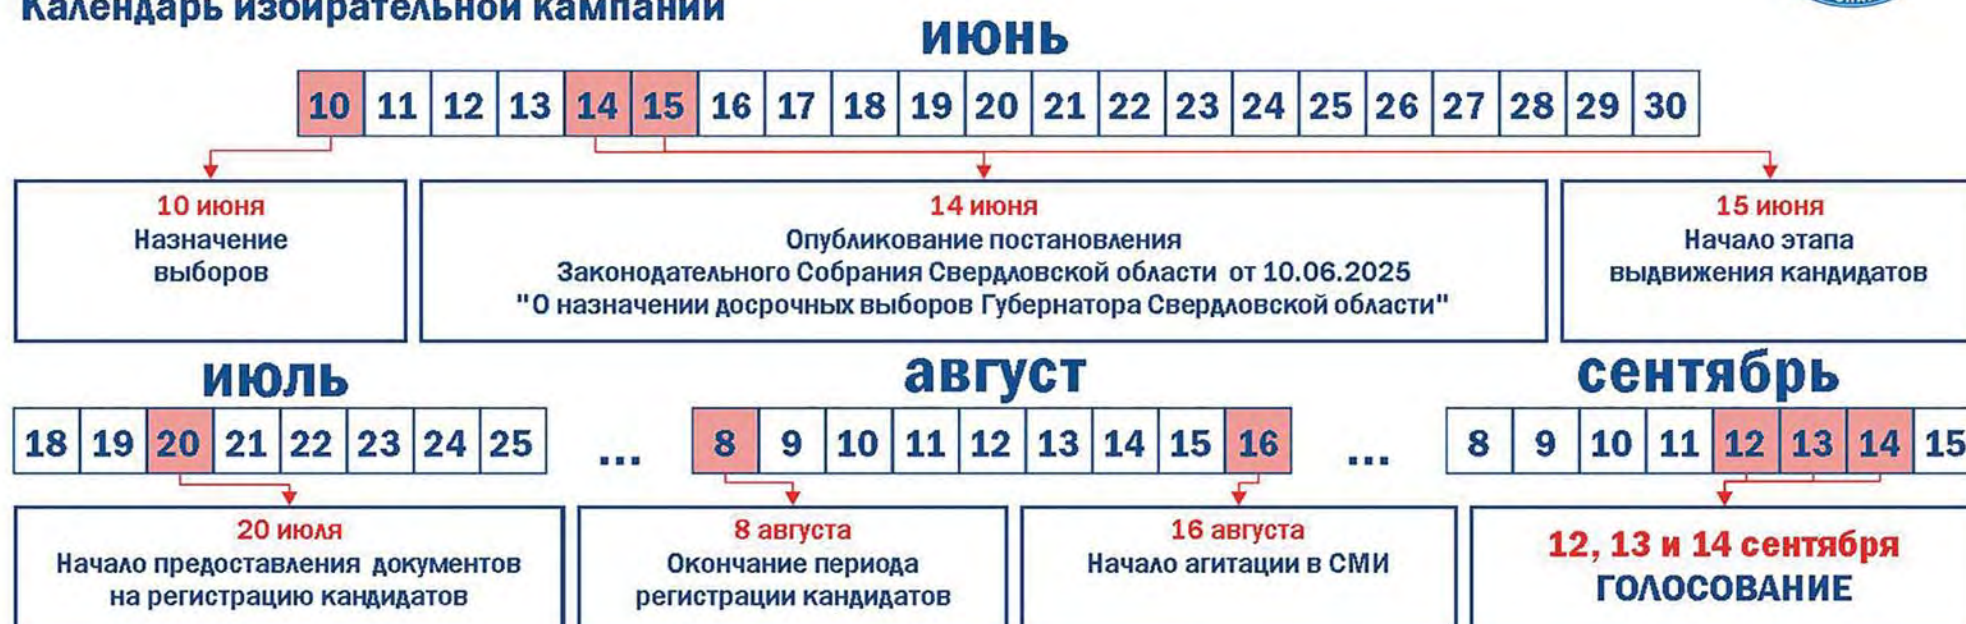 Календарь избирательной кампании
июнь
10 11 12 13 14 15 16 17 18 19 20 21 22 23 24 25 26 27 28 29 30
10 июня
Назначение
выборов
14 июня
Опубликование постановления
Законодательного Собрания Свердловской области от 10.06.2025
"О назначении досрочных выборов Губернатора Свердловской области"
15 июня
Начало этапа
выдвижения кандидатов
июль
18 19 20 21 22 23 24 25 ...
август
8 9 10 11 12 13 14 15 16 ...
сентябрь
8 9 10 11 12 13 14 15
20 июля
Начало предоставления документов
на регистрацию кандидатов
8 августа
Окончание периода
регистрации кандидатов
16 августа
Начало агитации в СМИ
12, 13 и 14 сентября
ГОЛОСОВАНИЕ